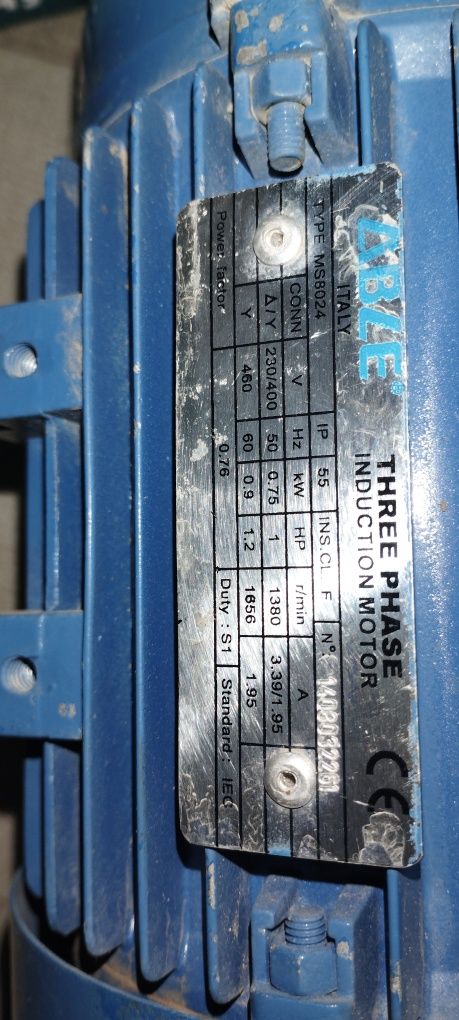 ABLE®
ITALY
THREE PHASE
INDUCTION MOTOR
CE
TYPE MS8024 IP 55 INS.CL F N° 1408052261
CONN V Hz kW HP r/min A
Δ/Y 230/400 50 0.75 1 1380 3.39/1.95
Y 460 60 0.9 1.2 1656 1.95
Power factor 0.76 Duty : S1 Standard : IEC